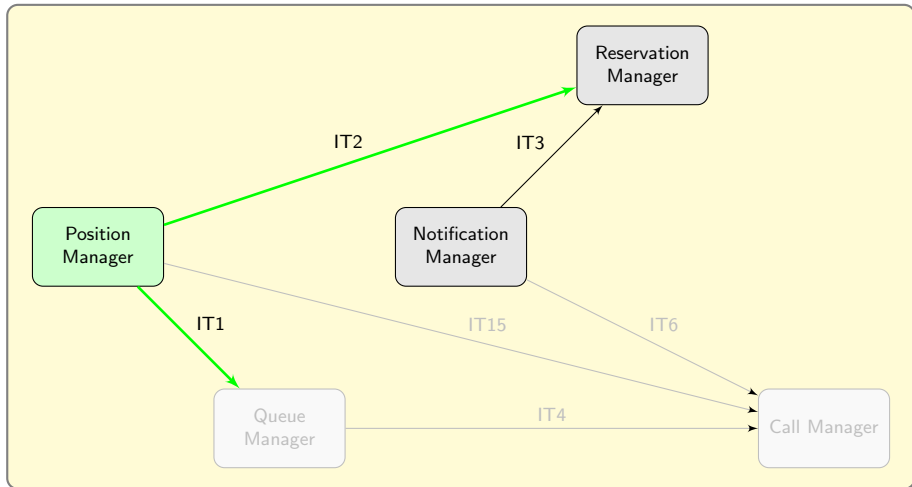 Reservation
Manager
IT2
IT3
Position
Manager
Notification
Manager
IT1
IT15
IT6
Queue
Manager
IT4
Call Manager